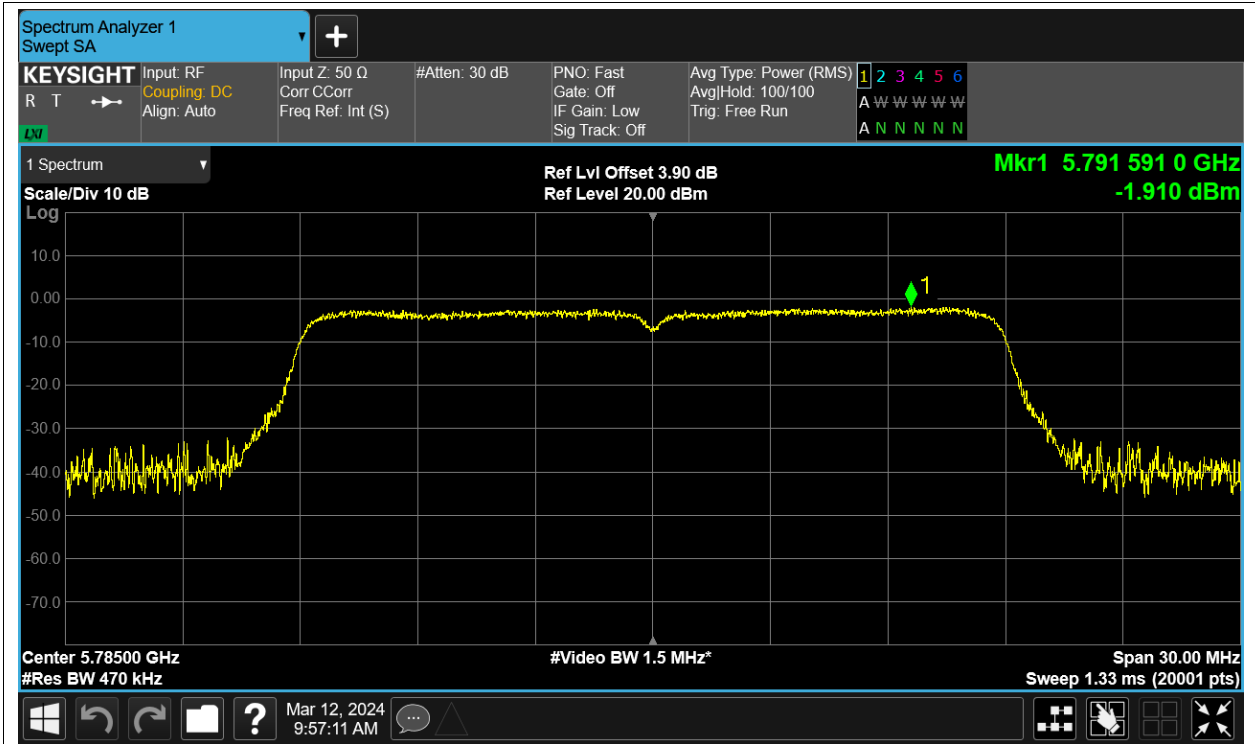 Spectrum Analyzer 1
Swept SA
+
KEYSIGHT
R T
LXI
Input: RF
Coupling: DC
Align: Auto
Input Z: 50 Ω
Corr CCorr
Freq Ref: Int (S)
#Atten: 30 dB
PNO: Fast
Gate: Off
IF Gain: Low
Sig Track: Off
Avg Type: Power (RMS)
Avg|Hold: 100/100
Trig: Free Run
1 2 3 4 5 6
A W W W W W
A N N N N N
1 Spectrum
Scale/Div 10 dB
Log
Ref Lvl Offset 3.90 dB
Ref Level 20.00 dBm
Mkr1 5.791 591 0 GHz
-1.910 dBm
10.0
0.00
-10.0
-20.0
-30.0
-40.0
-50.0
-60.0
-70.0
1
Center 5.78500 GHz
#Res BW 470 kHz
#Video BW 1.5 MHz*
Span 30.00 MHz
Sweep 1.33 ms (20001 pts)
?
Mar 12, 2024
9:57:11 AM